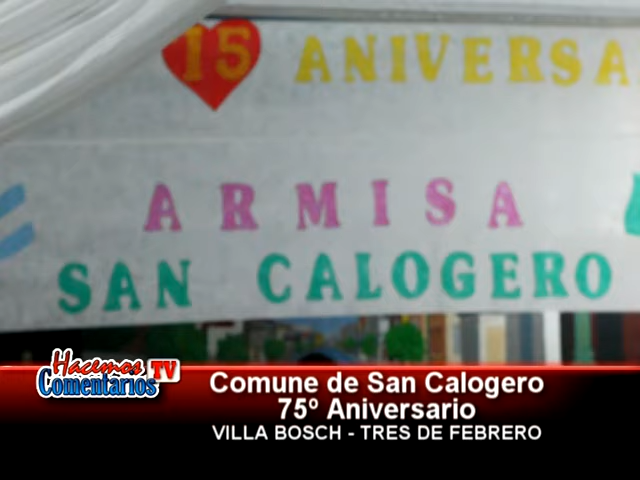 15 ANIVERSA
ARMISA
SAN CALOGERO
Hacemos TV
Comentarios
Comune de San Calogero
75º Aniversario
VILLA BOSCH - TRES DE FEBRERO